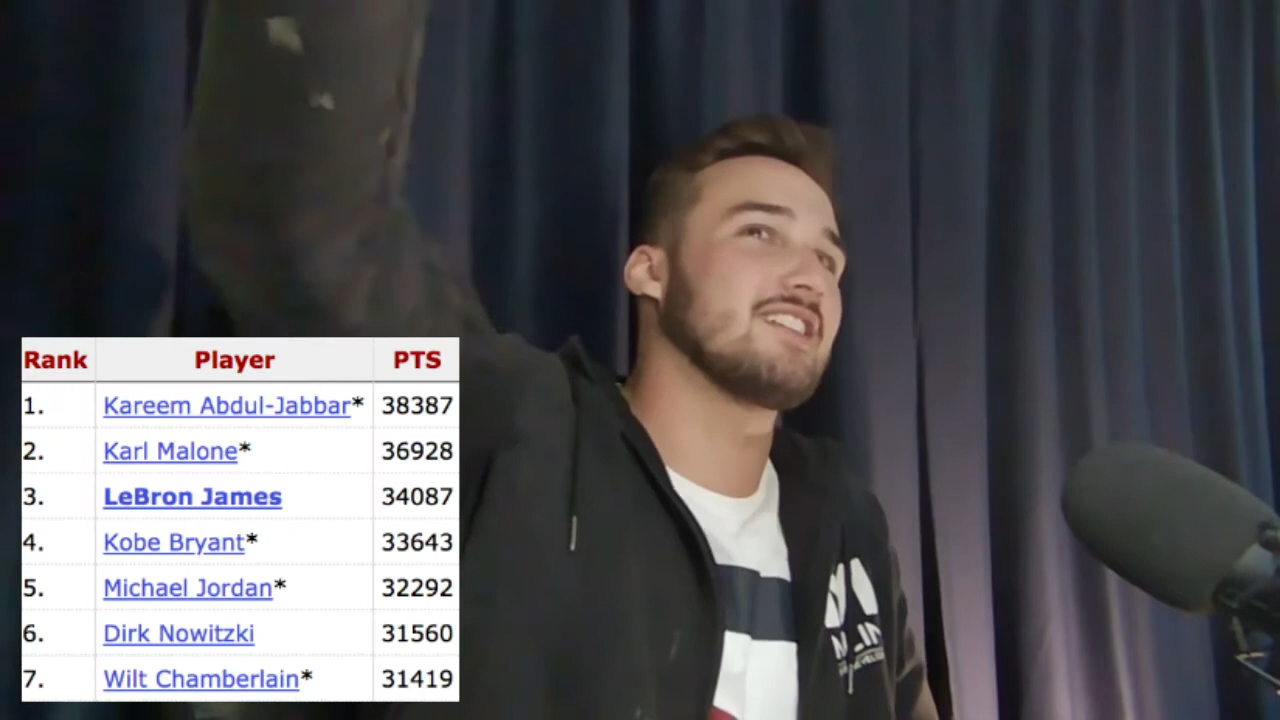 Rank Player PTS
1. Kareem Abdul-Jabbar* 38387
2. Karl Malone* 36928
3. LeBron James 34087
4. Kobe Bryant* 33643
5. Michael Jordan* 32292
6. Dirk Nowitzki 31560
7. Wilt Chamberlain* 31419